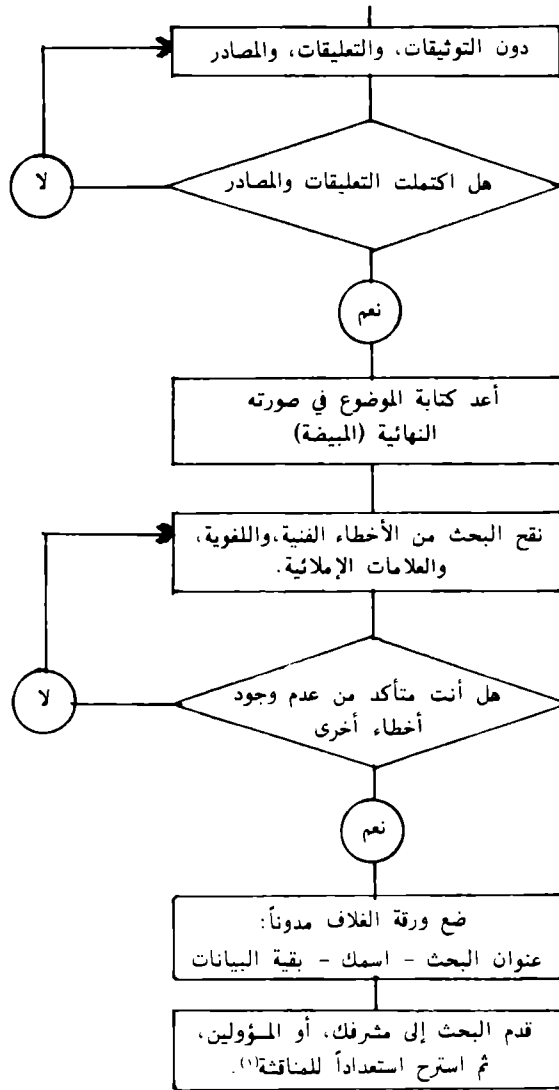 دون التوثيقات، والتعليقات، والمصادر
هل اكتملت التعليقات والمصادر
لا
نعم
أعد كتابة الموضوع في صورته
النهائية (المبيضة)
نقح البحث من الأخطاء الفنية،واللغوية،
والعلامات الإملائية.
هل أنت متأكد من عدم وجود
أخطاء أخرى
لا
نعم
ضع ورقة الغلاف مدوناً:
عنوان البحث - اسمك - بقية البيانات
قدم البحث إلى مشرفك، أو المـؤولين،
ثم استرح استعداداً للمناقشة(١).